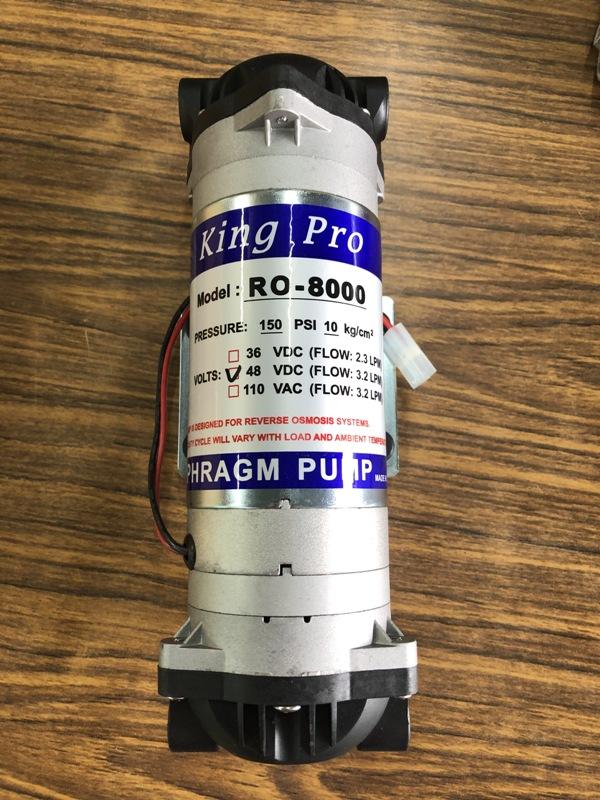 King Pro
Model : RO-8000
PRESSURE: 150 PSI 10 kg/cm²
36 VDC (FLOW: 2.3 LPM
VOLTS: 48 VDC (FLOW: 3.2 LPM
110 VAC (FLOW: 3.2 LPM
IS DESIGNED FOR REVERSE OSMOSIS SYSTEMS.
CYCLE WILL VARY WITH LOAD AND AMBIENT
PHRAGM PUMP MADE